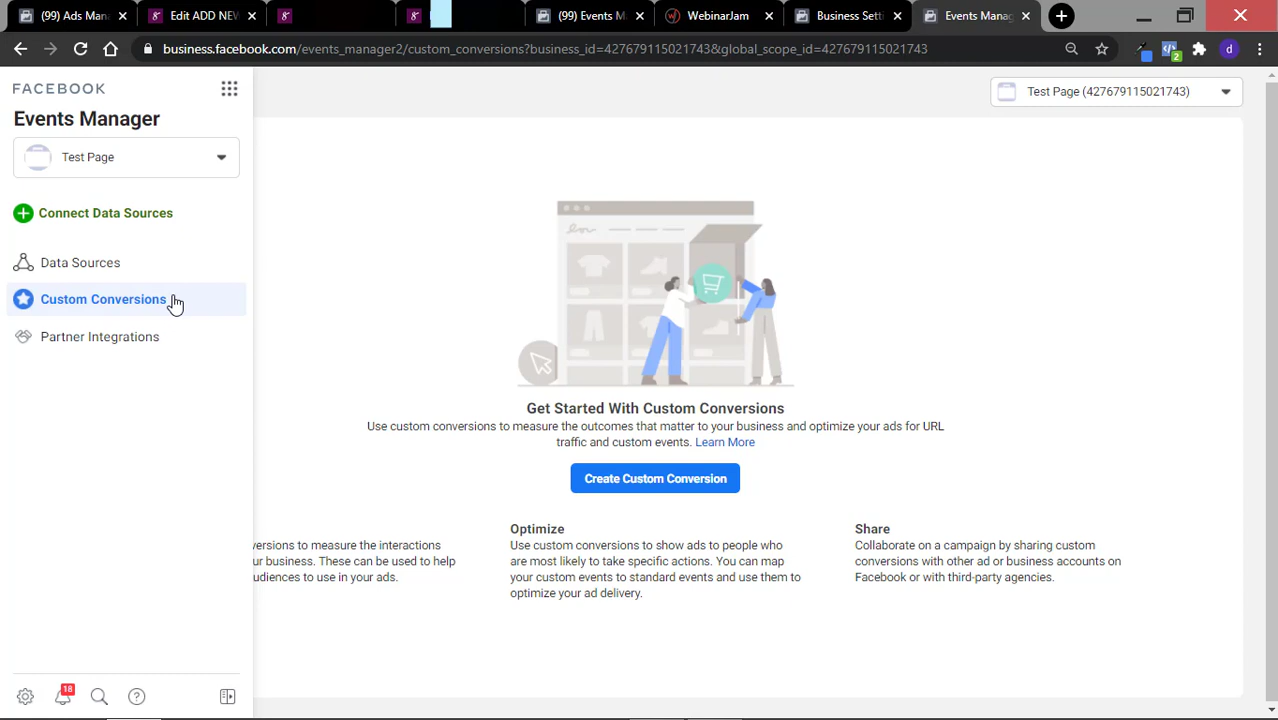 (99) Ads Mana
Edit ADD NEW
(99) Events M
WebinarJam
Business Setti
Events Manag
business.facebook.com/events_manager2/custom_conversions?business_id=427679115021743&global_scope_id=427679115021743
2
d
FACEBOOK
Events Manager
Test Page
Test Page (427679115021743)
Connect Data Sources
Data Sources
Custom Conversions
Partner Integrations
Get Started With Custom Conversions
Use custom conversions to measure the outcomes that matter to your business and optimize your ads for URL
traffic and custom events. Learn More
Create Custom Conversion
versions to measure the interactions
ur business. These can be used to help
udiences to use in your ads.
Optimize
Use custom conversions to show ads to people who
are most likely to take specific actions. You can map
your custom events to standard events and use them to
optimize your ad delivery.
Share
Collaborate on a campaign by sharing custom
conversions with other ad or business accounts on
Facebook or with third-party agencies.
18